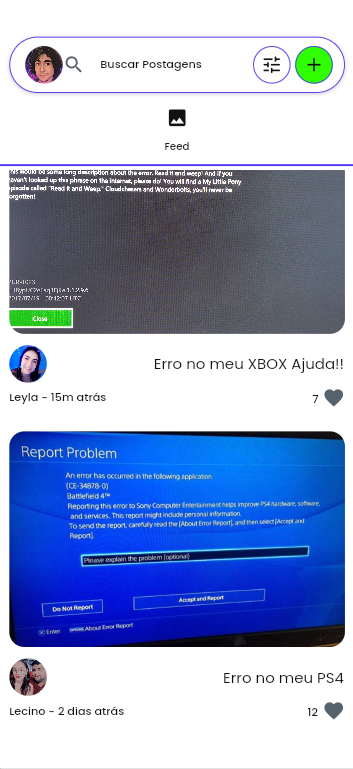 Buscar Postagens
Feed
This would be some long description about the error. Read it and weep! And if you
haven't looked up this phrase on the internet, please do! You will find a My Little Pony
episode called "Read it and Weep." Cloudchasers and Wonderbolts, you'll never be
forgotten!
Close
Erro no meu XBOX Ajuda!!
Leyla - 15m atrás
7
Report Problem
An error has occurred in the following application.
(CE-34878-0)
Battlefield 4™
Reporting this error to Sony Computer Entertainment helps improve PS4 hardware, software,
and services. This report might include personal information.
To send the report, carefully read the [About Error Report], and then select [Accept and
Report].
Please explain the problem (optional)
Do Not Report
Accept and Report
Enter
OPTIONS About Error Report
Erro no meu PS4
Lecino - 2 dias atrás
12